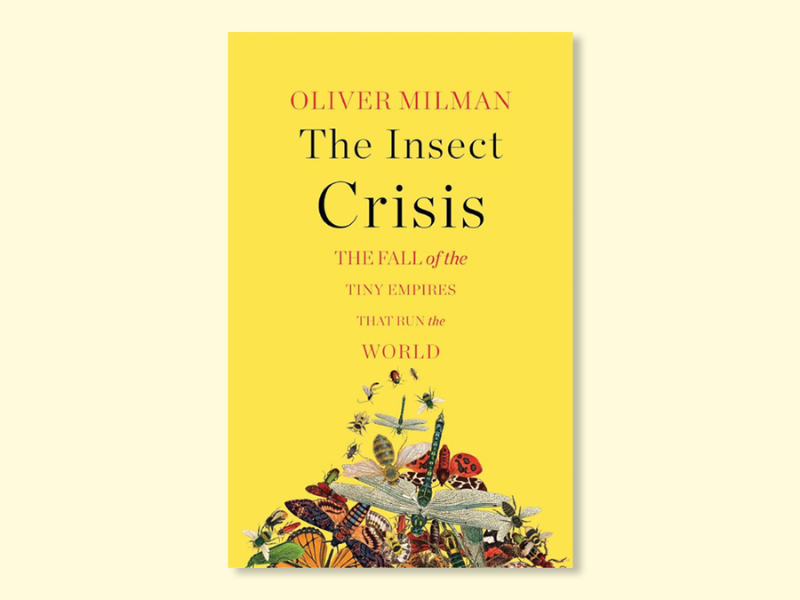 OLIVER MILMAN
The Insect
Crisis
THE FALL of the
TINY EMPIRES
THAT RUN the
WORLD